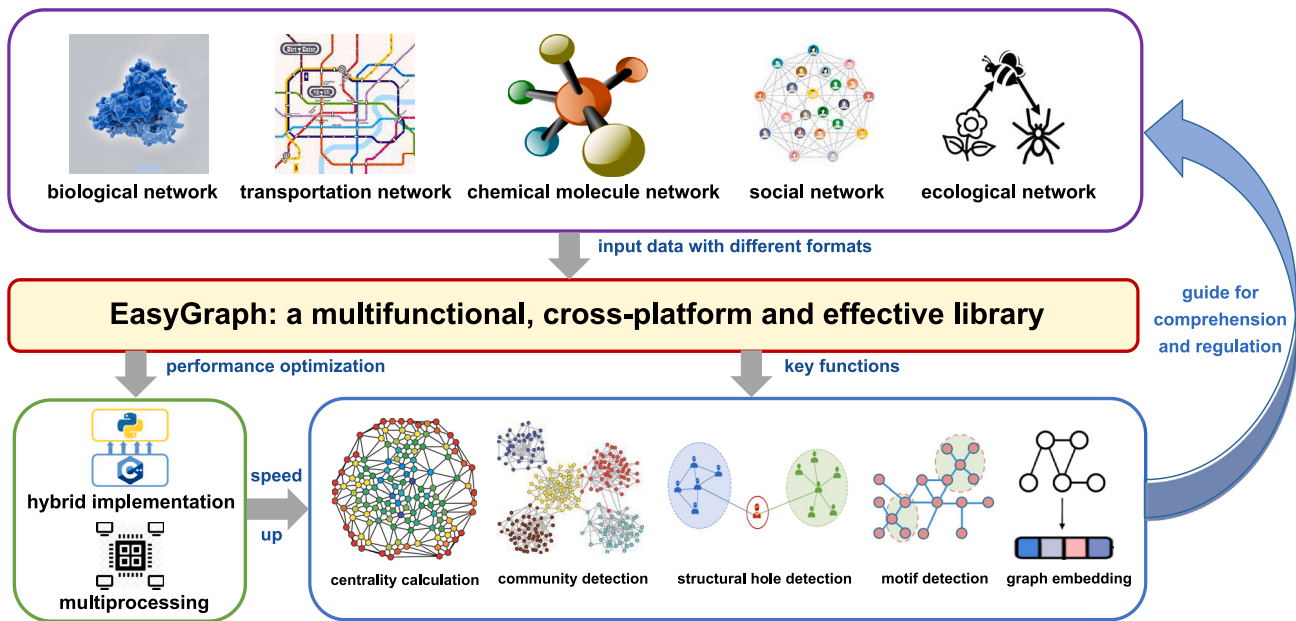 biological network
transportation network
chemical molecule network
social network
ecological network
input data with different formats
EasyGraph: a multifunctional, cross-platform and effective library
guide for
comprehension
and regulation
performance optimization
key functions
hybrid implementation
multiprocessing
speed
up
centrality calculation
community detection
structural hole detection
motif detection
graph embedding